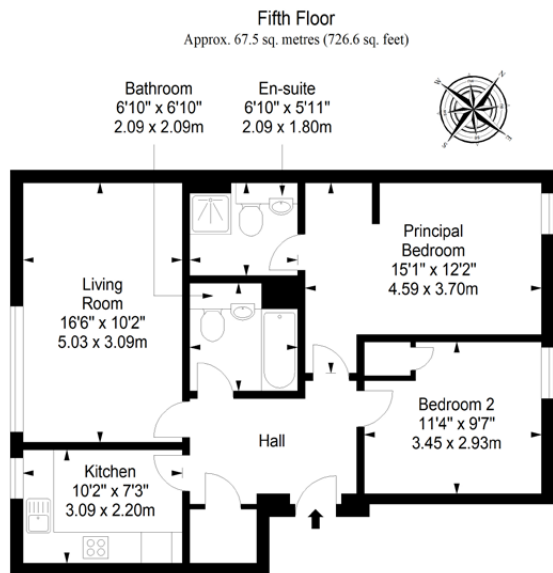 Fifth Floor
Approx. 67.5 sq. metres (726.6 sq. feet)
Bathroom
6'10" x 6'10"
2.09 x 2.09m
En-suite
6'10" x 5'11"
2.09 x 1.80m
N
W
E
S
Principal
Bedroom
15'1" x 12'2"
4.59 x 3.70m
Living
Room
16'6" x 10'2"
5.03 x 3.09m
Bedroom 2
11'4" x 9'7"
3.45 x 2.93m
Hall
Kitchen
10'2" x 7'3"
3.09 x 2.20m